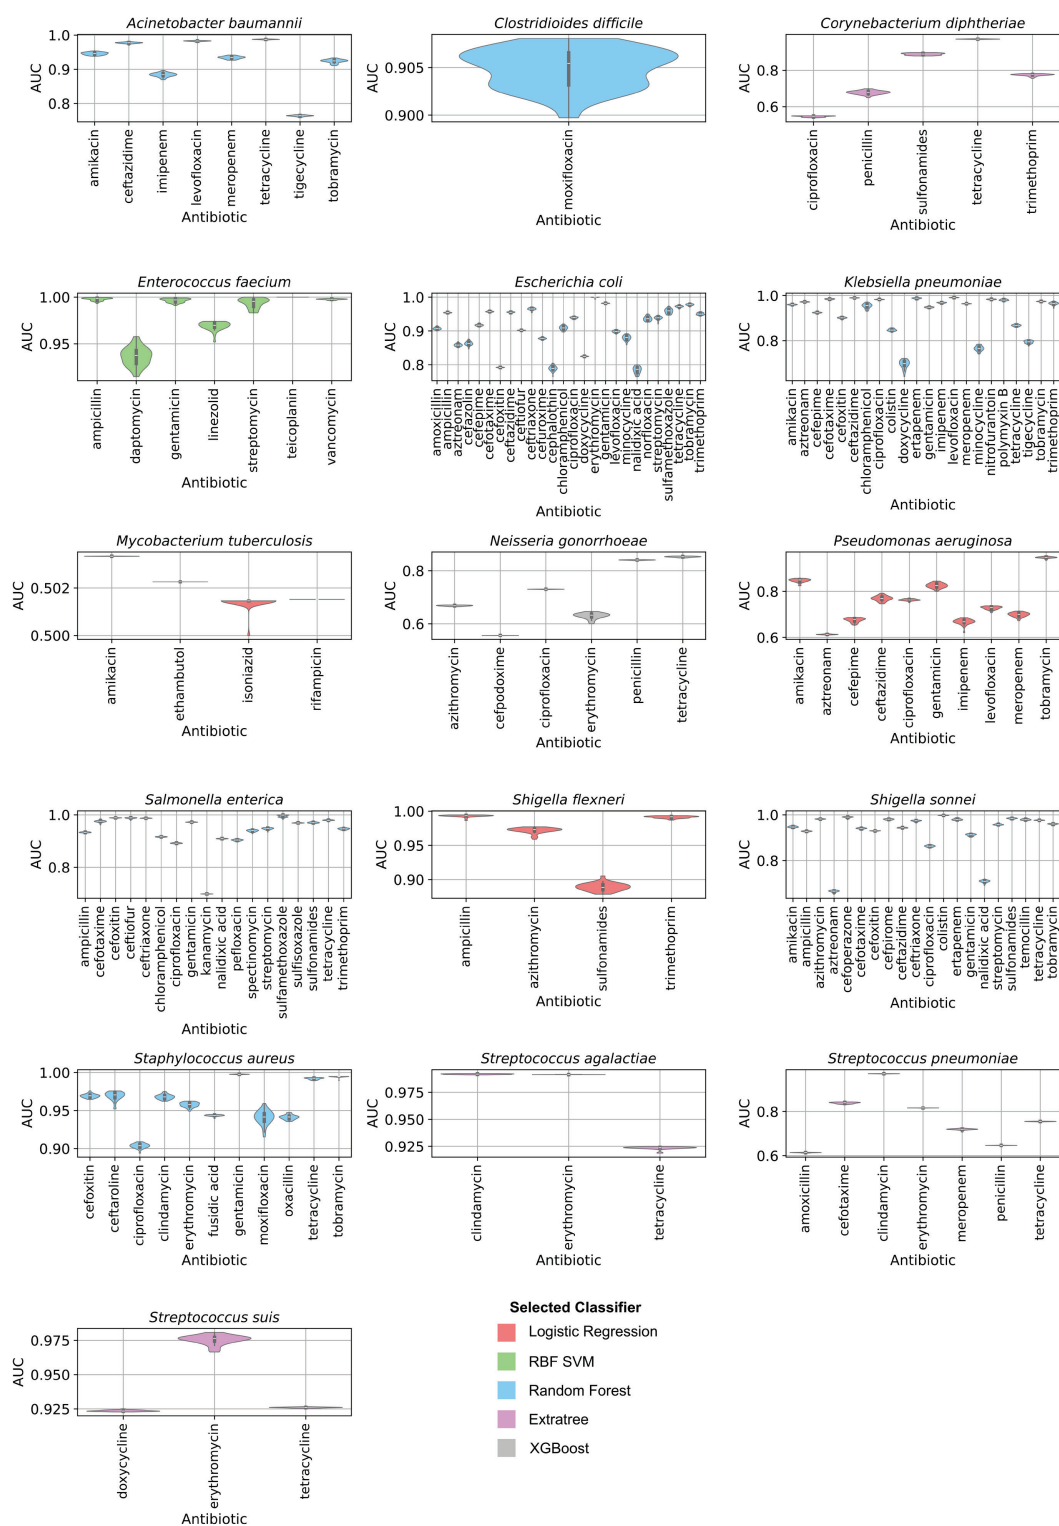 Acinetobacter baumannii
AUC
1.0
0.9
0.8
amikacin
ceftazidime
imipenem
levofloxacin
meropenem
tetracycline
tigecycline
tobramycin
Antibiotic
Clostridioides difficile
AUC
0.905
0.900
moxifloxacin
Antibiotic
Corynebacterium diphtheriae
AUC
0.8
0.6
ciprofloxacin
penicillin
sulfonamides
tetracycline
trimethoprim
Antibiotic
Enterococcus faecium
AUC
1.00
0.95
ampicillin
daptomycin
gentamicin
linezolid
streptomycin
teicoplanin
vancomycin
Antibiotic
Escherichia coli
AUC
1.0
0.9
0.8
amoxicillin
ampicillin
aztreonam
cefazolin
cefepime
cefotaxime
cefoxitin
ceftazidime
ceftiofur
ceftriaxone
cefuroxime
cephalothin
chloramphenicol
ciprofloxacin
doxycycline
erythromycin
gentamicin
levofloxacin
minocycline
nalidixic acid
norfloxacin
streptomycin
sulfamethoxazole
tetracycline
tobramycin
trimethoprim
Antibiotic
Klebsiella pneumoniae
AUC
1.0
0.8
amikacin
aztreonam
cefepime
cefotaxime
cefoxitin
ceftazidime
chloramphenicol
ciprofloxacin
colistin
doxycycline
ertapenem
gentamicin
imipenem
levofloxacin
meropenem
minocycline
nitrofurantoin
polymyxin B
tetracycline
tigecycline
tobramycin
trimethoprim
Antibiotic
Mycobacterium tuberculosis
AUC
0.502
0.500
amikacin
ethambutol
isoniazid
rifampicin
Antibiotic
Neisseria gonorrhoeae
AUC
0.8
0.6
azithromycin
cefpodoxime
ciprofloxacin
erythromycin
penicillin
tetracycline
Antibiotic
Pseudomonas aeruginosa
AUC
0.8
0.6
amikacin
aztreonam
cefepime
ceftazidime
ciprofloxacin
gentamicin
imipenem
levofloxacin
meropenem
tobramycin
Antibiotic
Salmonella enterica
AUC
1.0
0.8
ampicillin
cefotaxime
cefoxitin
ceftiofur
ceftriaxone
chloramphenicol
ciprofloxacin
gentamicin
kanamycin
nalidixic acid
pefloxacin
spectinomycin
streptomycin
sulfamethoxazole
sulfisoxazole
sulfonamides
tetracycline
trimethoprim
Antibiotic
Shigella flexneri
AUC
1.00
0.95
0.90
ampicillin
azithromycin
sulfonamides
trimethoprim
Antibiotic
Shigella sonnei
AUC
1.0
0.8
amikacin
ampicillin
azithromycin
aztreonam
cefoperazone
cefotaxime
cefoxitin
cefpirome
ceftazidime
ceftriaxone
ciprofloxacin
colistin
ertapenem
gentamicin
nalidixic acid
streptomycin
sulfonamides
temocillin
tetracycline
tobramycin
Antibiotic
Staphylococcus aureus
AUC
1.00
0.95
0.90
cefoxitin
ceftaroline
ciprofloxacin
clindamycin
erythromycin
fusidic acid
gentamicin
moxifloxacin
oxacillin
tetracycline
tobramycin
Antibiotic
Streptococcus agalactiae
AUC
0.975
0.950
0.925
clindamycin
erythromycin
tetracycline
Antibiotic
Streptococcus pneumoniae
AUC
0.8
0.6
amoxicillin
cefotaxime
clindamycin
erythromycin
meropenem
penicillin
tetracycline
Antibiotic
Streptococcus suis
AUC
0.975
0.950
0.925
doxycycline
erythromycin
tetracycline
Antibiotic
Selected Classifier
Logistic Regression
RBF SVM
Random Forest
Extratree
XGBoost